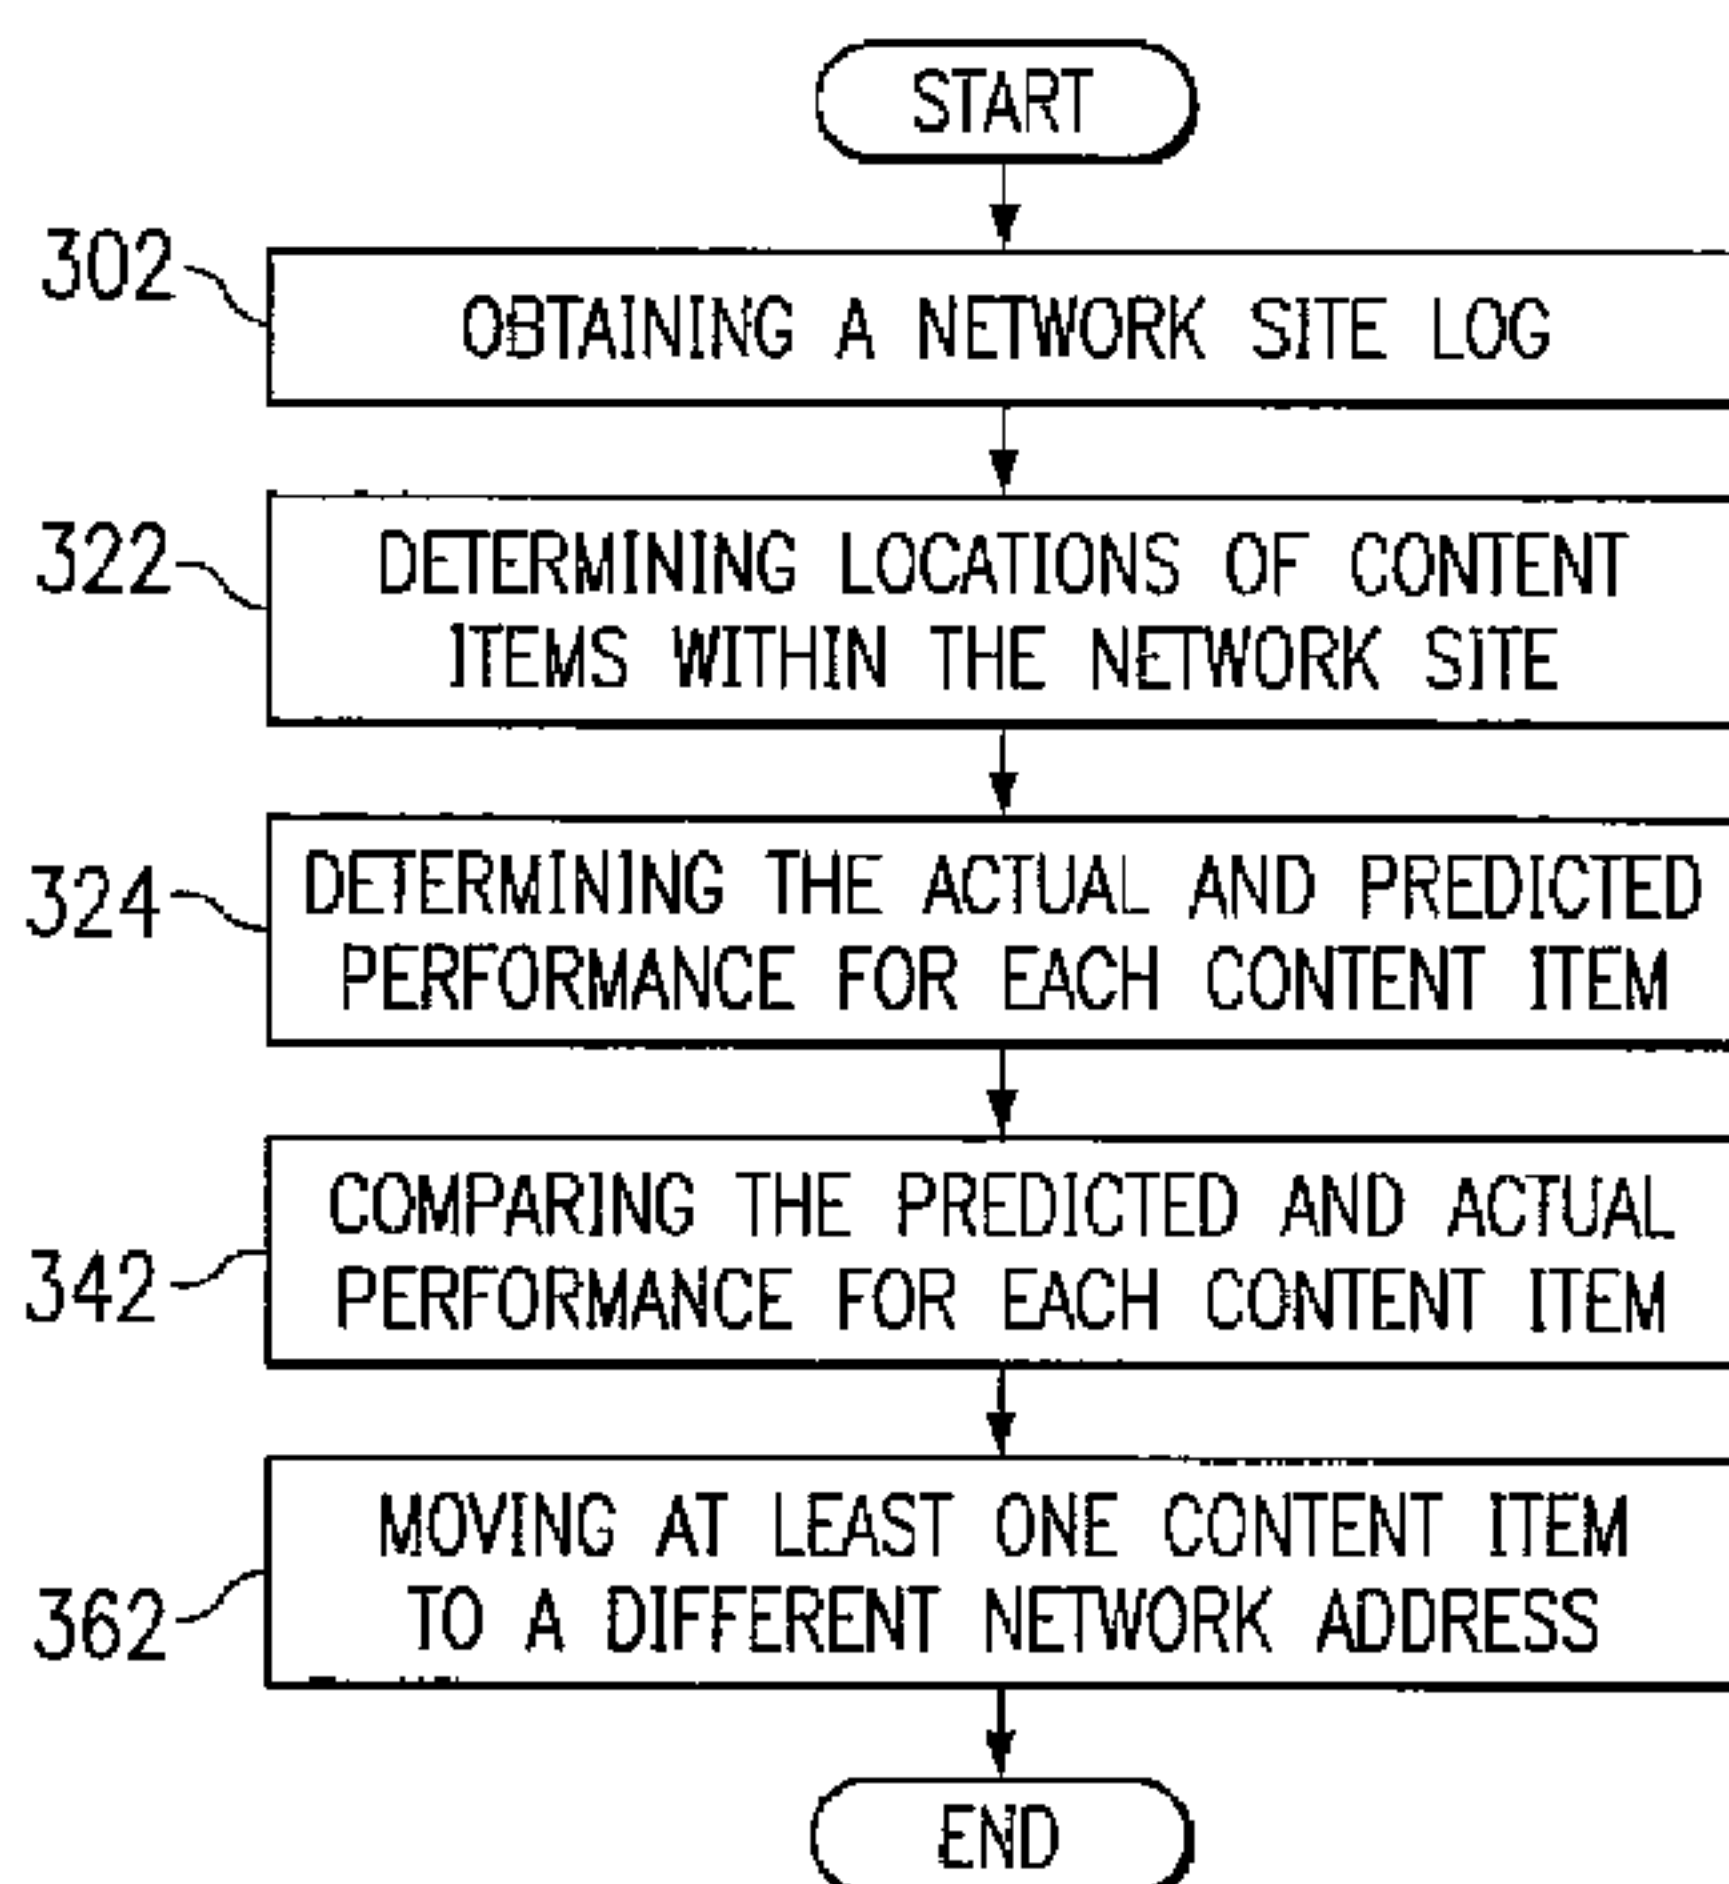 START
302
OBTAINING A NETWORK SITE LOG
322
DETERMINING LOCATIONS OF CONTENT
ITEMS WITHIN THE NETWORK SITE
324
DETERMINING THE ACTUAL AND PREDICTED
PERFORMANCE FOR EACH CONTENT ITEM
342
COMPARING THE PREDICTED AND ACTUAL
PERFORMANCE FOR EACH CONTENT ITEM
362
MOVING AT LEAST ONE CONTENT ITEM
TO A DIFFERENT NETWORK ADDRESS
END